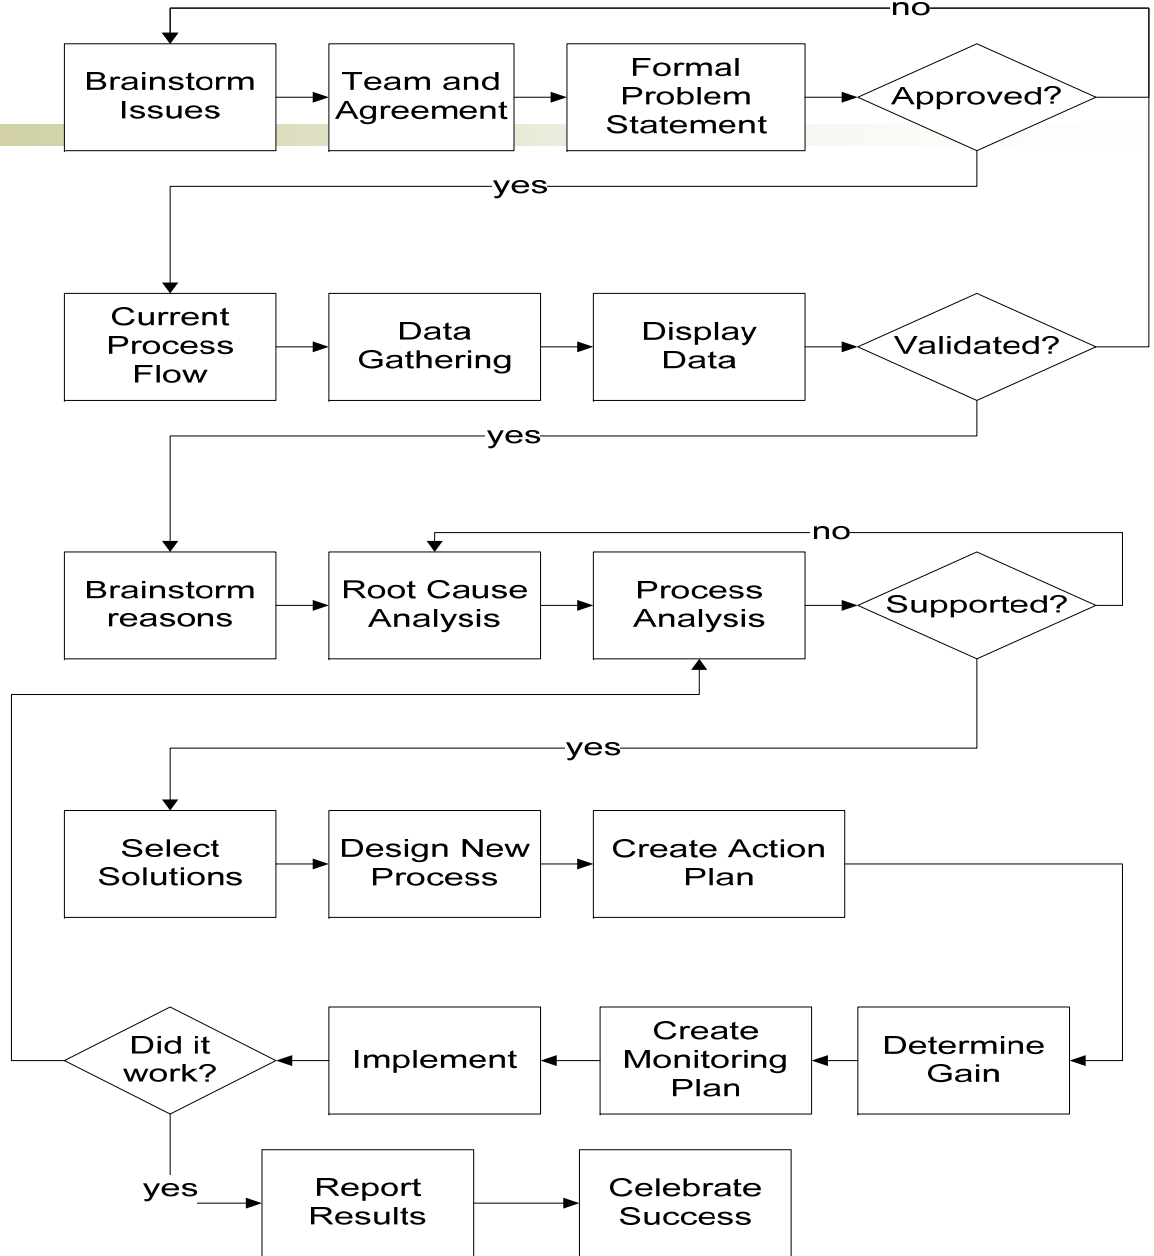 no
Brainstorm
Issues
Team and
Agreement
Formal
Problem
Statement
Approved?
yes
Current
Process
Flow
Data
Gathering
Display
Data
Validated?
yes
no
Brainstorm
reasons
Root Cause
Analysis
Process
Analysis
Supported?
yes
Select
Solutions
Design New
Process
Create Action
Plan
Did it
work?
Implement
Create
Monitoring
Plan
Determine
Gain
yes
Report
Results
Celebrate
Success